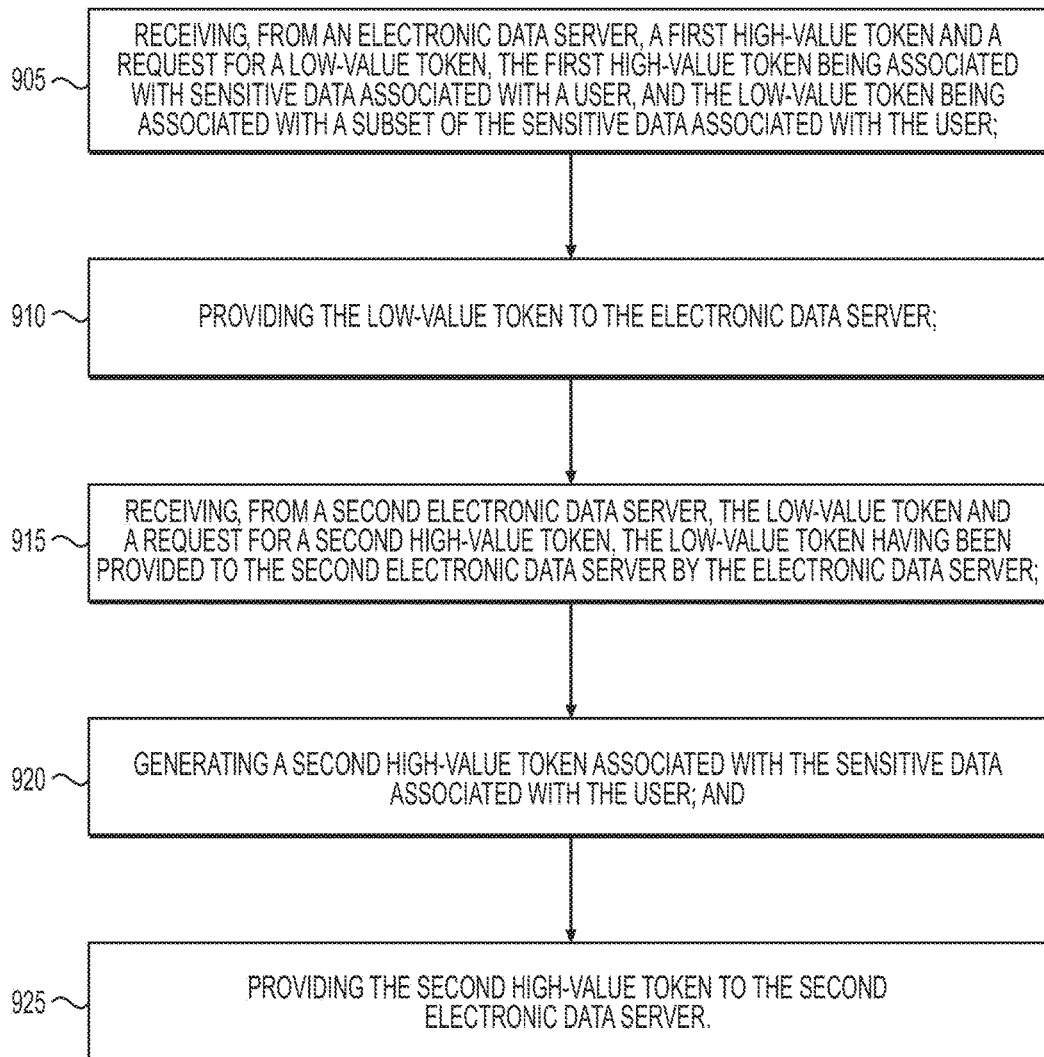 905
RECEIVING, FROM AN ELECTRONIC DATA SERVER, A FIRST HIGH-VALUE TOKEN AND A
REQUEST FOR A LOW-VALUE TOKEN, THE FIRST HIGH-VALUE TOKEN BEING ASSOCIATED
WITH SENSITIVE DATA ASSOCIATED WITH A USER, AND THE LOW-VALUE TOKEN BEING
ASSOCIATED WITH A SUBSET OF THE SENSITIVE DATA ASSOCIATED WITH THE USER;
910
PROVIDING THE LOW-VALUE TOKEN TO THE ELECTRONIC DATA SERVER;
915
RECEIVING, FROM A SECOND ELECTRONIC DATA SERVER, THE LOW-VALUE TOKEN AND
A REQUEST FOR A SECOND HIGH-VALUE TOKEN, THE LOW-VALUE TOKEN HAVING BEEN
PROVIDED TO THE SECOND ELECTRONIC DATA SERVER BY THE ELECTRONIC DATA SERVER;
920
GENERATING A SECOND HIGH-VALUE TOKEN ASSOCIATED WITH THE SENSITIVE DATA
ASSOCIATED WITH THE USER; AND
925
PROVIDING THE SECOND HIGH-VALUE TOKEN TO THE SECOND
ELECTRONIC DATA SERVER.